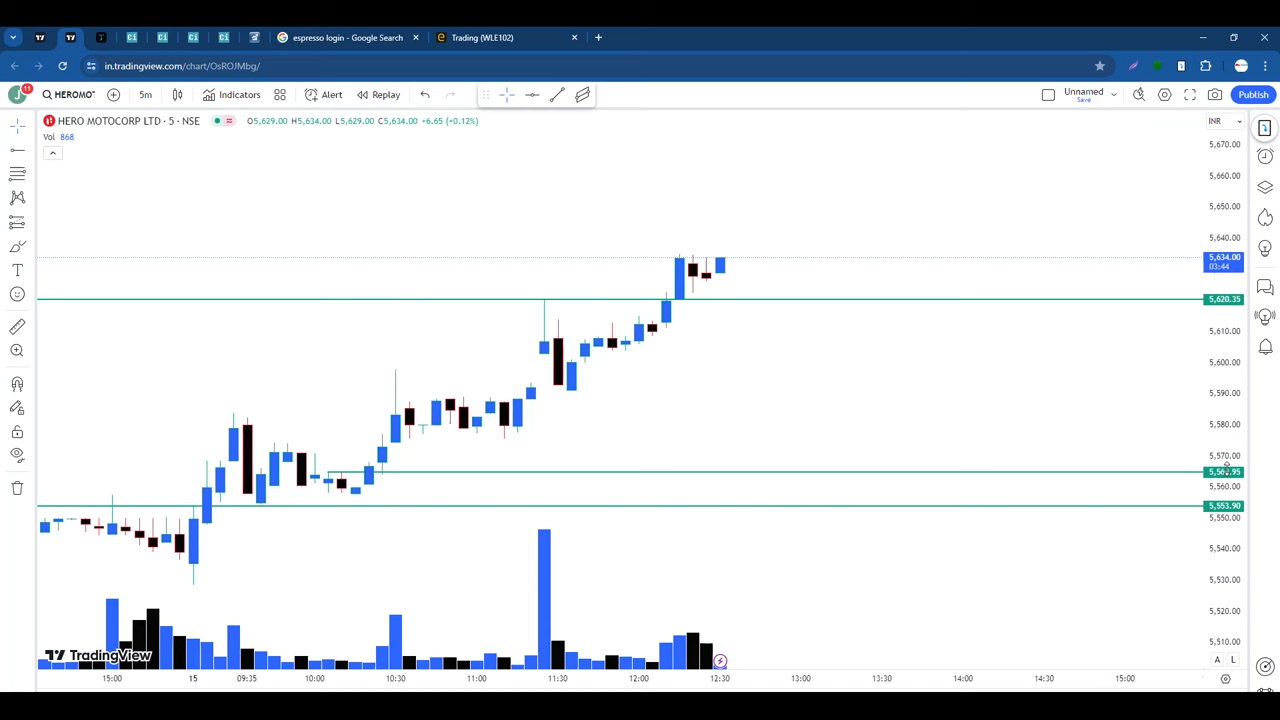 espresso login - Google Search
Trading (WLE102)
in.tradingview.com/chart/OsROJMbg/
J 11 HEROMO 5m Indicators Alert Replay Unnamed Save Publish
HERO MOTOCORP LTD · 5 · NSE O5,629.00 H5,634.00 L5,629.00 C5,634.00 +6.65 (+0.12%) INR
Vol 868
5,670.00
5,660.00
5,650.00
5,640.00
5,634.00
03:44
5,620.35
5,610.00
5,600.00
5,590.00
5,580.00
5,570.00
5,560.00
5,553.90
5,550.00
5,540.00
5,530.00
5,520.00
5,510.00
TradingView
A L
15:00 15 09:35 10:00 10:30 11:00 11:30 12:00 12:30 13:00 13:30 14:00 14:30 15:00